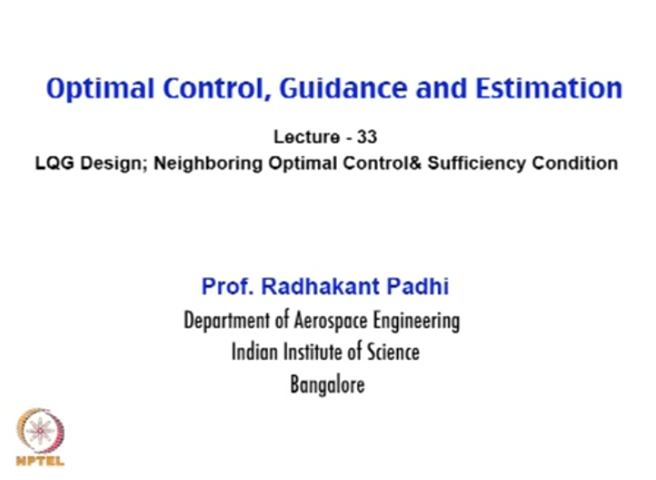 Optimal Control, Guidance and Estimation
Lecture - 33
LQG Design; Neighboring Optimal Control& Sufficiency Condition
Prof. Radhakant Padhi
Department of Aerospace Engineering
Indian Institute of Science
Bangalore
NPTEL